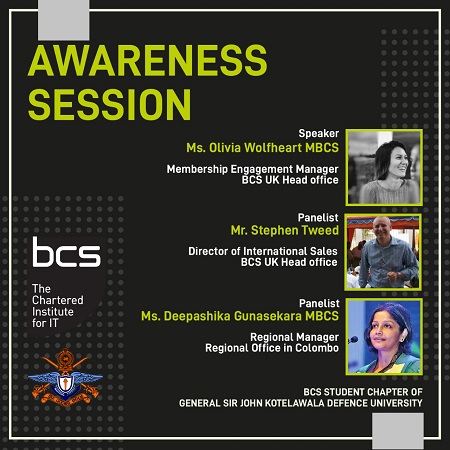 AWARENESS
SESSION
Speaker
Ms. Olivia Wolfheart MBCS
Membership Engagement Manager
BCS UK Head office
Panelist
Mr. Stephen Tweed
Director of International Sales
BCS UK Head office
bcs
The
Chartered
Institute
for IT
Panelist
Ms. Deepashika Gunasekara MBCS
Regional Manager
Regional Office in Colombo
BCS STUDENT CHAPTER OF
GENERAL SIR JOHN KOTELAWALA DEFENCE UNIVERSITY